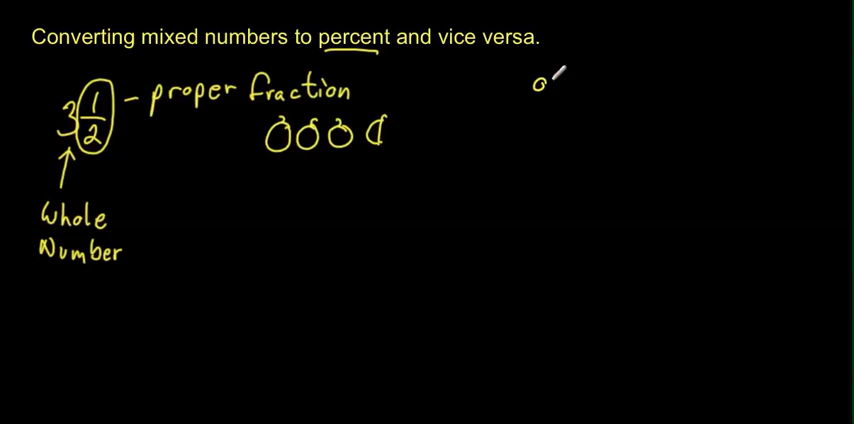 Converting mixed numbers to percent and vice versa.
3 1/2 - proper fraction
Whole
Number